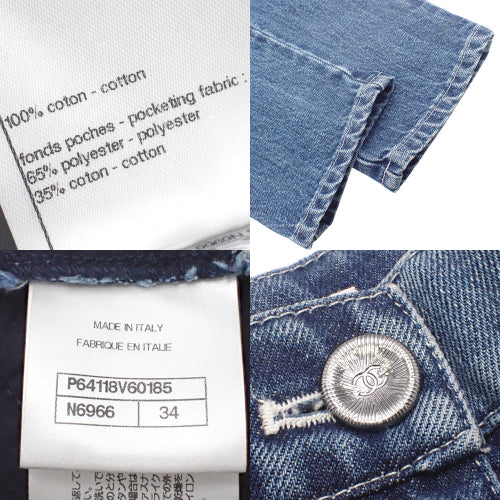 100% coton - cotton
fonds poches - pocketing fabric :
65% polyester - polyester
35% coton - cotton
MADE IN ITALY
FABRIQUE EN ITALIE
P64118V60185
N6966 34